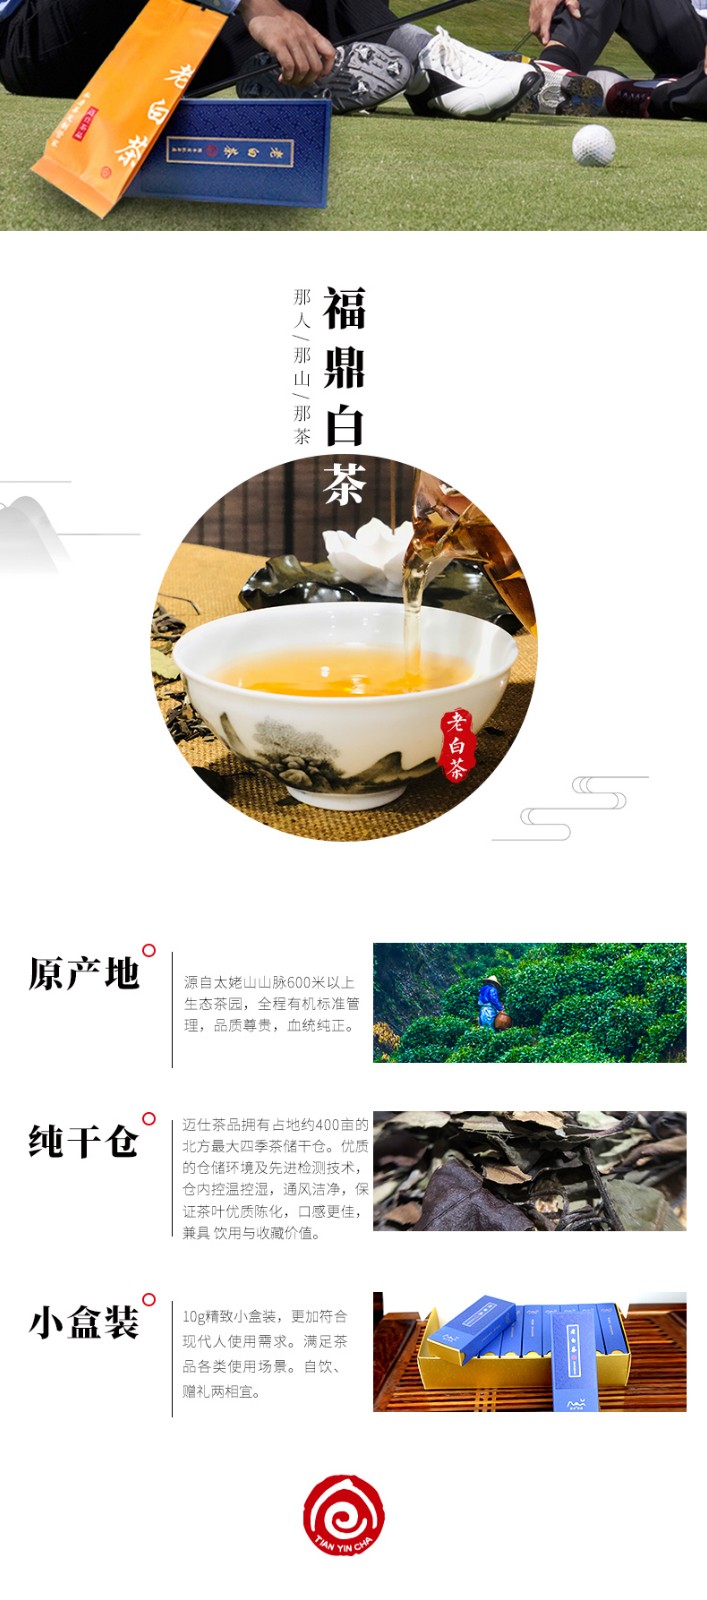 老白茶
老白茶
福鼎白茶
那人/那山/那茶
老白茶
原产地
源自太姥山山脉600米以上
生态茶园，全程有机标准管
理，品质尊贵，血统纯正。
纯干仓
迈仕茶品拥有占地约400亩的
北方最大四季茶储干仓。优质
的仓储环境及先进检测技术，
仓内控温控湿，通风洁净，保
证茶叶优质陈化，口感更佳，
兼具 饮用与收藏价值。
小盒装
10g精致小盒装，更加符合
现代人使用需求。满足茶
品各类使用场景。自饮、
赠礼两相宜。
老白茶
TIAN YIN CHA